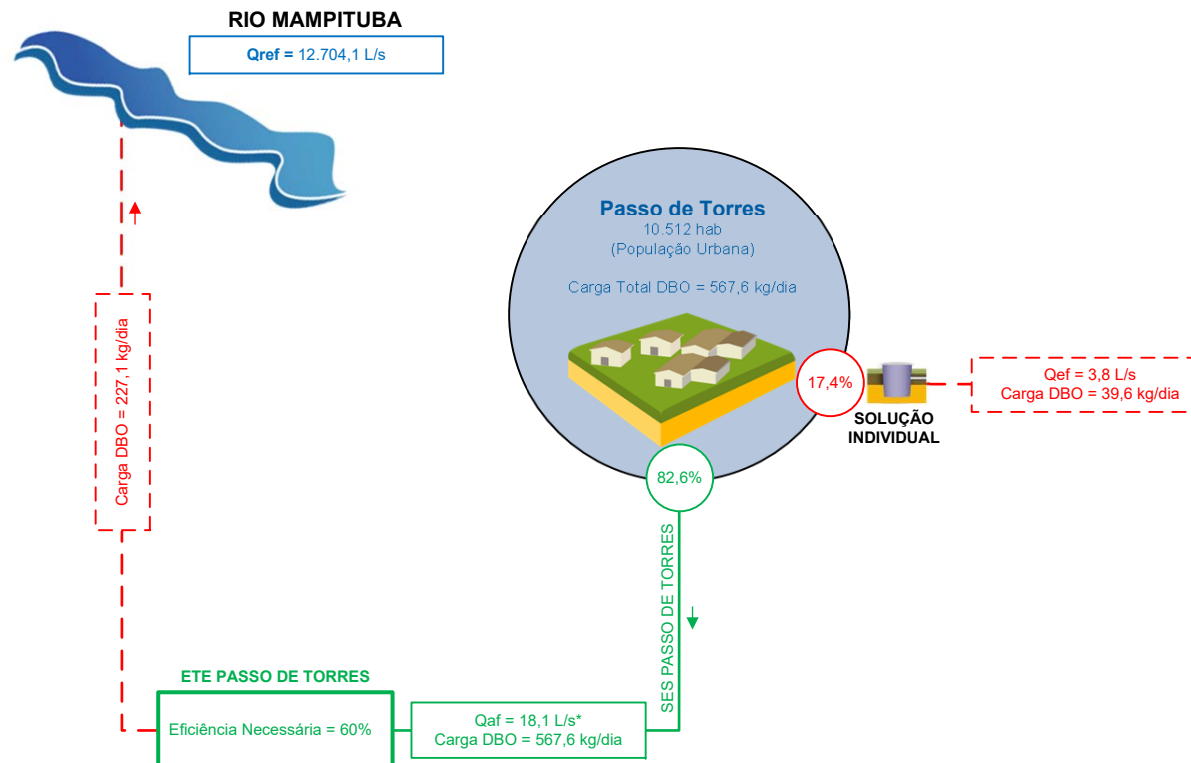 RIO MAMPITUBA
Qref = 12.704,1 L/s
Passo de Torres
10.512 hab
(População Urbana)
Carga Total DBO = 567,6 kg/dia
17,4%
SOLUÇÃO
INDIVIDUAL
Qef = 3,8 L/s
Carga DBO = 39,6 kg/dia
82,6%
SES PASSO DE TORRES
Carga DBO = 227,1 kg/dia
ETE PASSO DE TORRES
Eficiência Necessária = 60%
Qaf = 18,1 L/s*
Carga DBO = 567,6 kg/dia